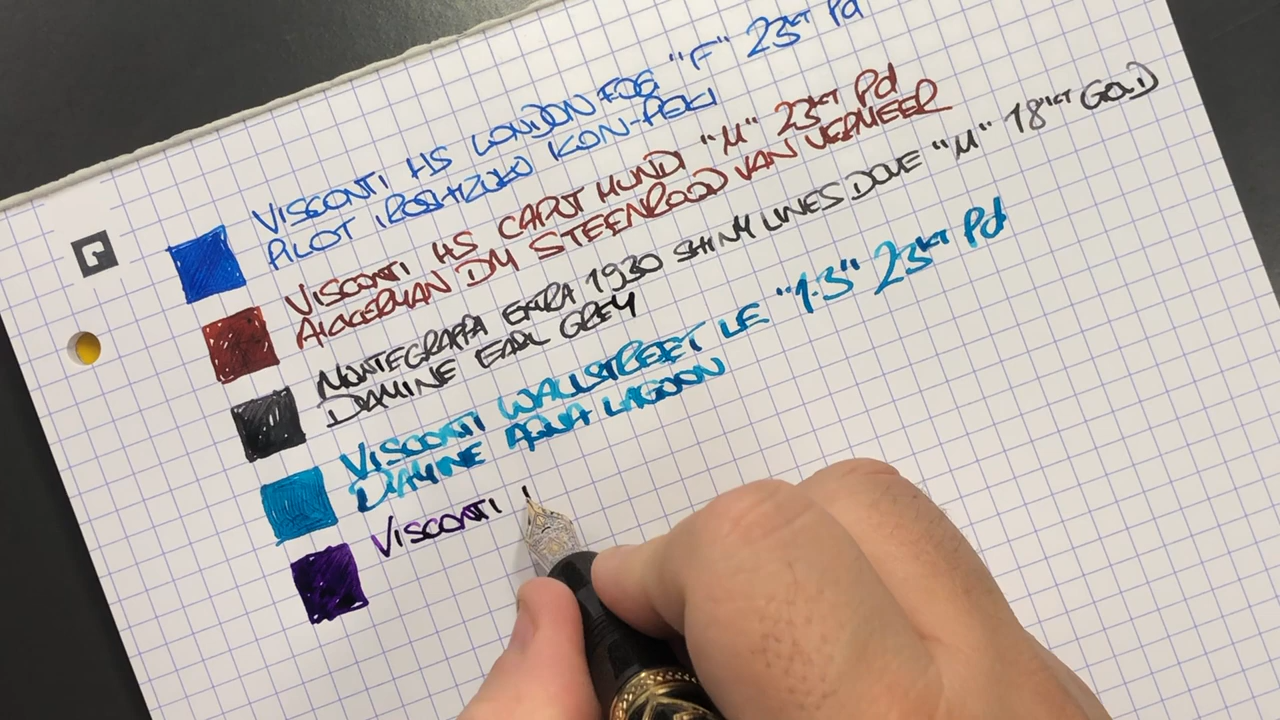 VISCONTI HS LONDON FOG "F" 23KT Pd
PILOT IROSHIZUKU KON-PEKI
VISCONTI HS CAPUT MUNDI "M" 23KT Pd
AKKERMAN DM STEENROOD VAN VERMEER
MONTEGRAPPA EXTRA 1930 SHINY LINES DOUE "M" 18KT GOLD
DIAMINE EARL GREY
VISCONTI WALLSTREET LE "1.3" 23KT Pd
DIAMINE AQUA LAGOON
VISCONTI